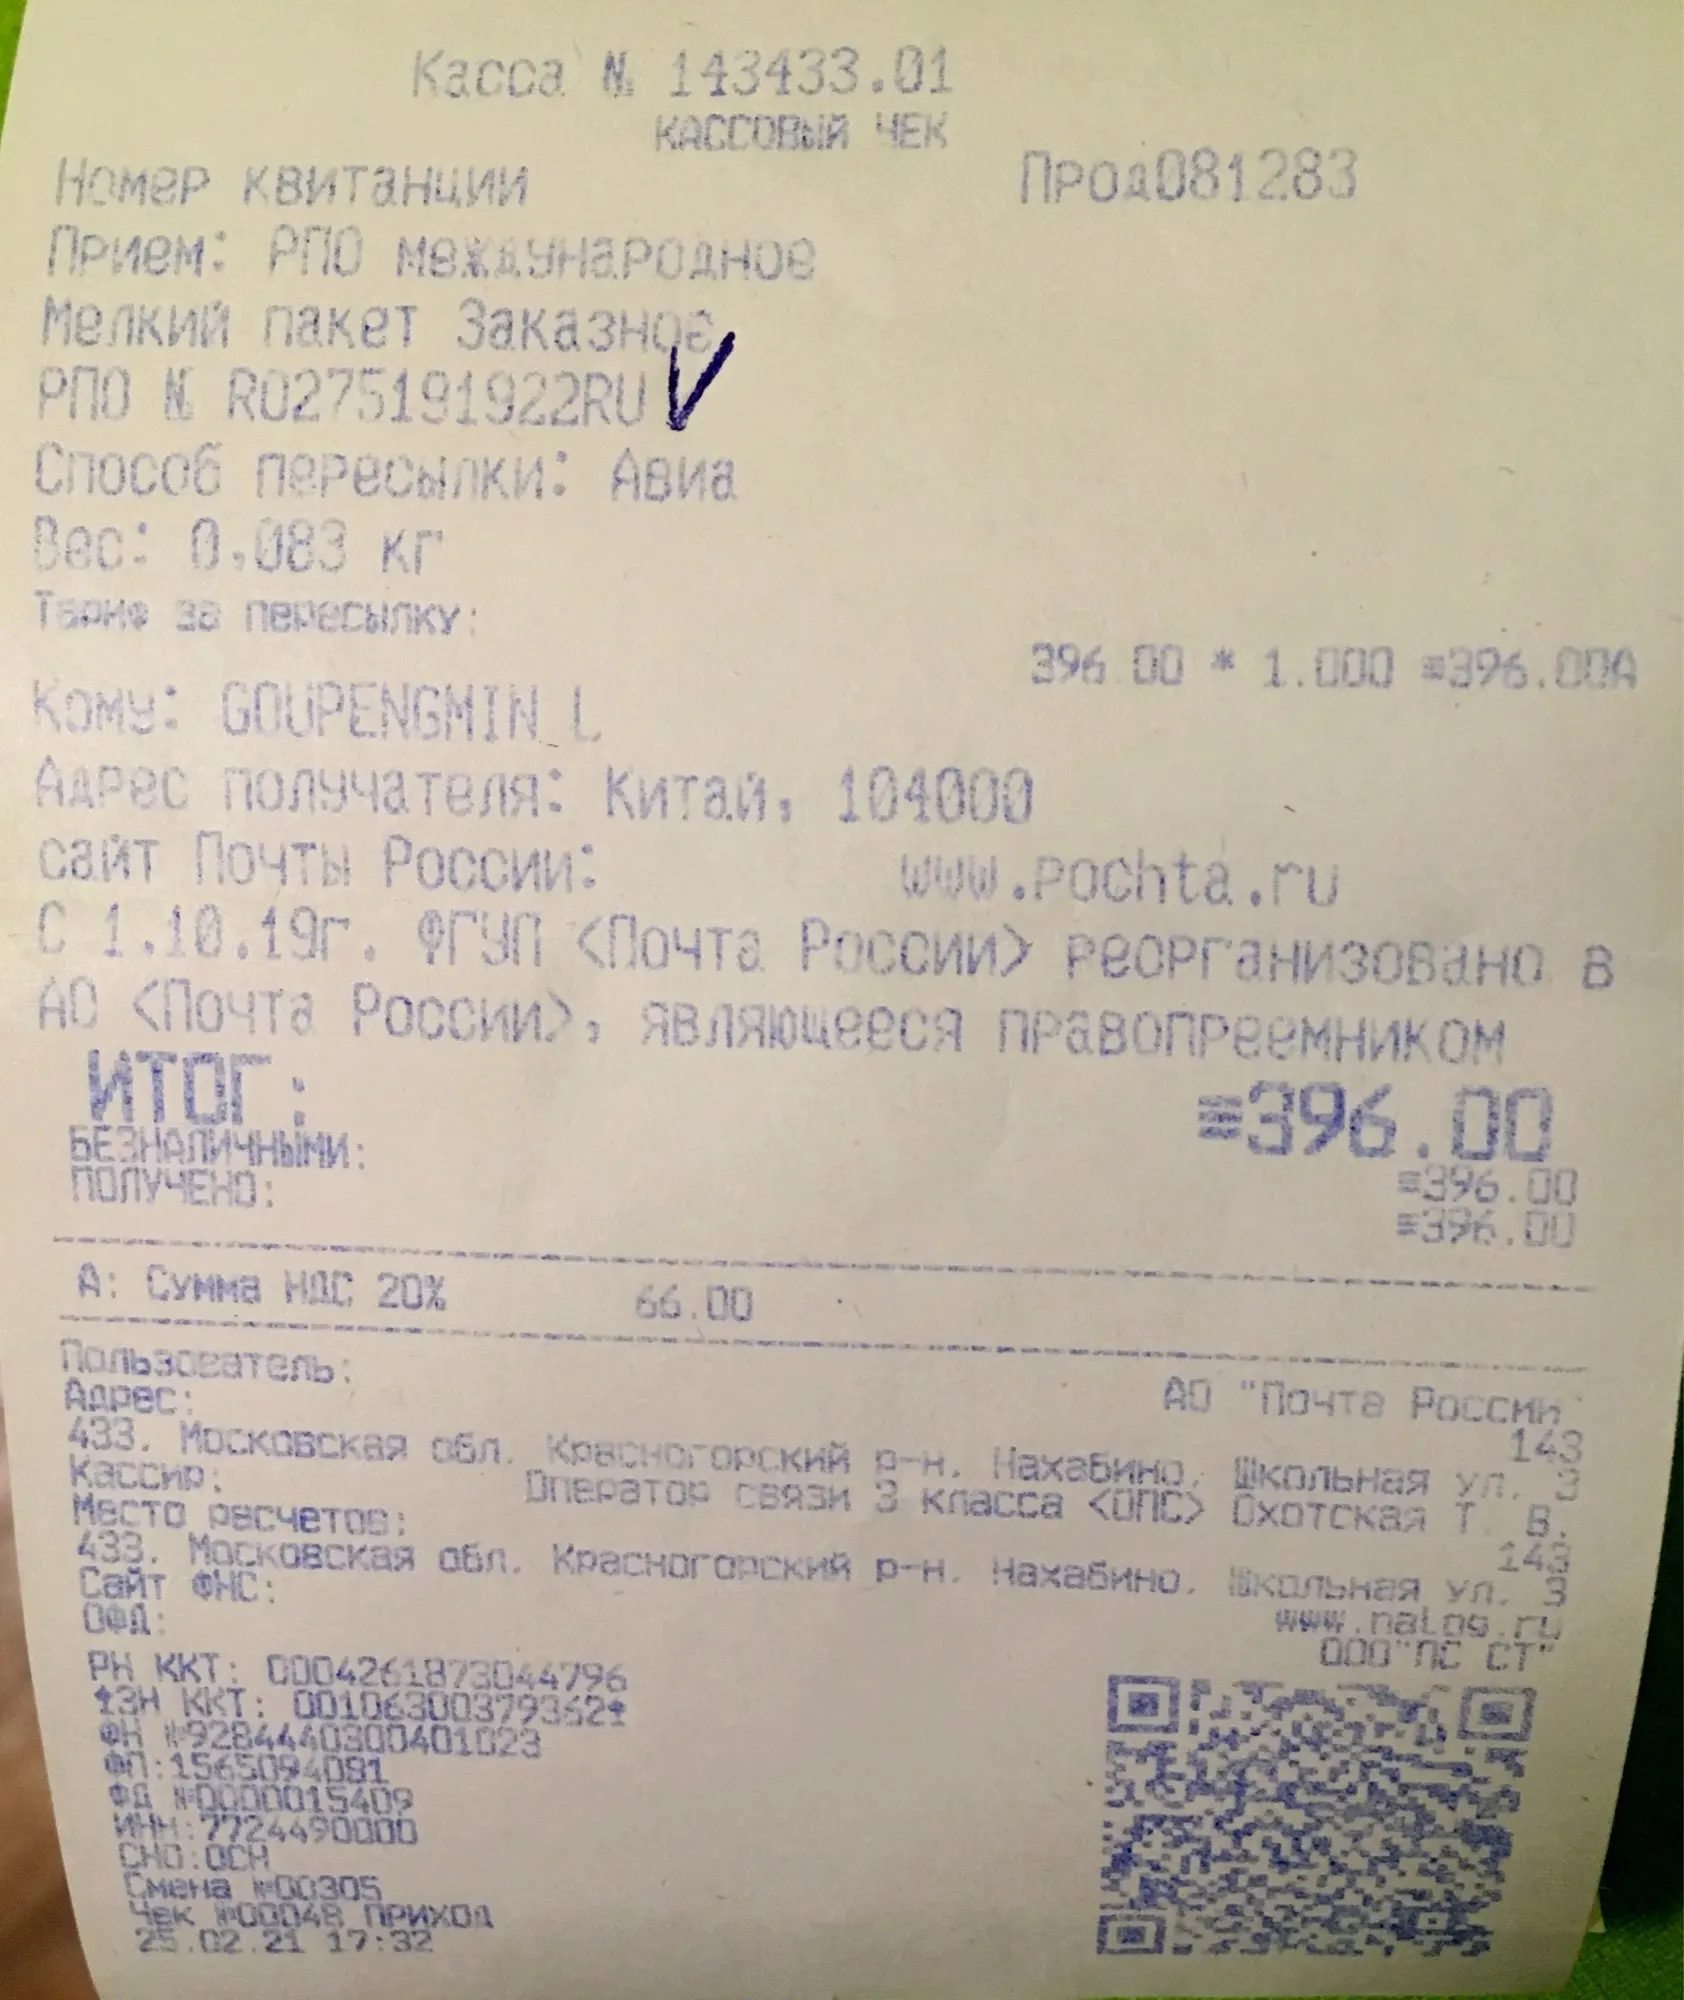 Касса № 143433.01
КАССОВЫЙ ЧЕК
Номер квитанции Прод081283
Прием: РПО международное
Мелкий пакет Заказное
РПО № RO275191922RU
Способ пересылки: Авиа
Вес: 0,083 кг
Тариф за пересылку:
396.00 * 1.000 ≡396.00А
Кому: GOUPENGMIN L
Адрес получателя: Китай, 104000
сайт Почты России: www.pochta.ru
С 1.10.19г. ФГУП <Почта России> реорганизовано в
АО <Почта России>, являющееся правопреемником
ИТОГ: ≡396.00
БЕЗНАЛИЧНЫМИ: ≡396.00
ПОЛУЧЕНО: ≡396.00
А: Сумма НДС 20% 66.00
Пользователь: АО "Почта России"
Адрес: 143
433, Московская обл. Красногорский р-н, Нахабино, Школьная ул. 3
Кассир: Оператор связи 3 класса <ОПС> Охотская Т. В.
Место расчетов: 143
433, Московская обл. Красногорский р-н, Нахабино, Школьная ул. 3
Сайт ФНС: www.nalog.ru
ОФД: ООО"ПС СТ"
РН ККТ: 0004261873044796
ЗН ККТ: 00106300379362
ФН №9284440300401023
ФП:1565094081
ФД №0000015409
ИНН:7724490000
СНО:ОСН
Смена №00305
Чек №00048 ПРИХОД
25.02.21 17:32